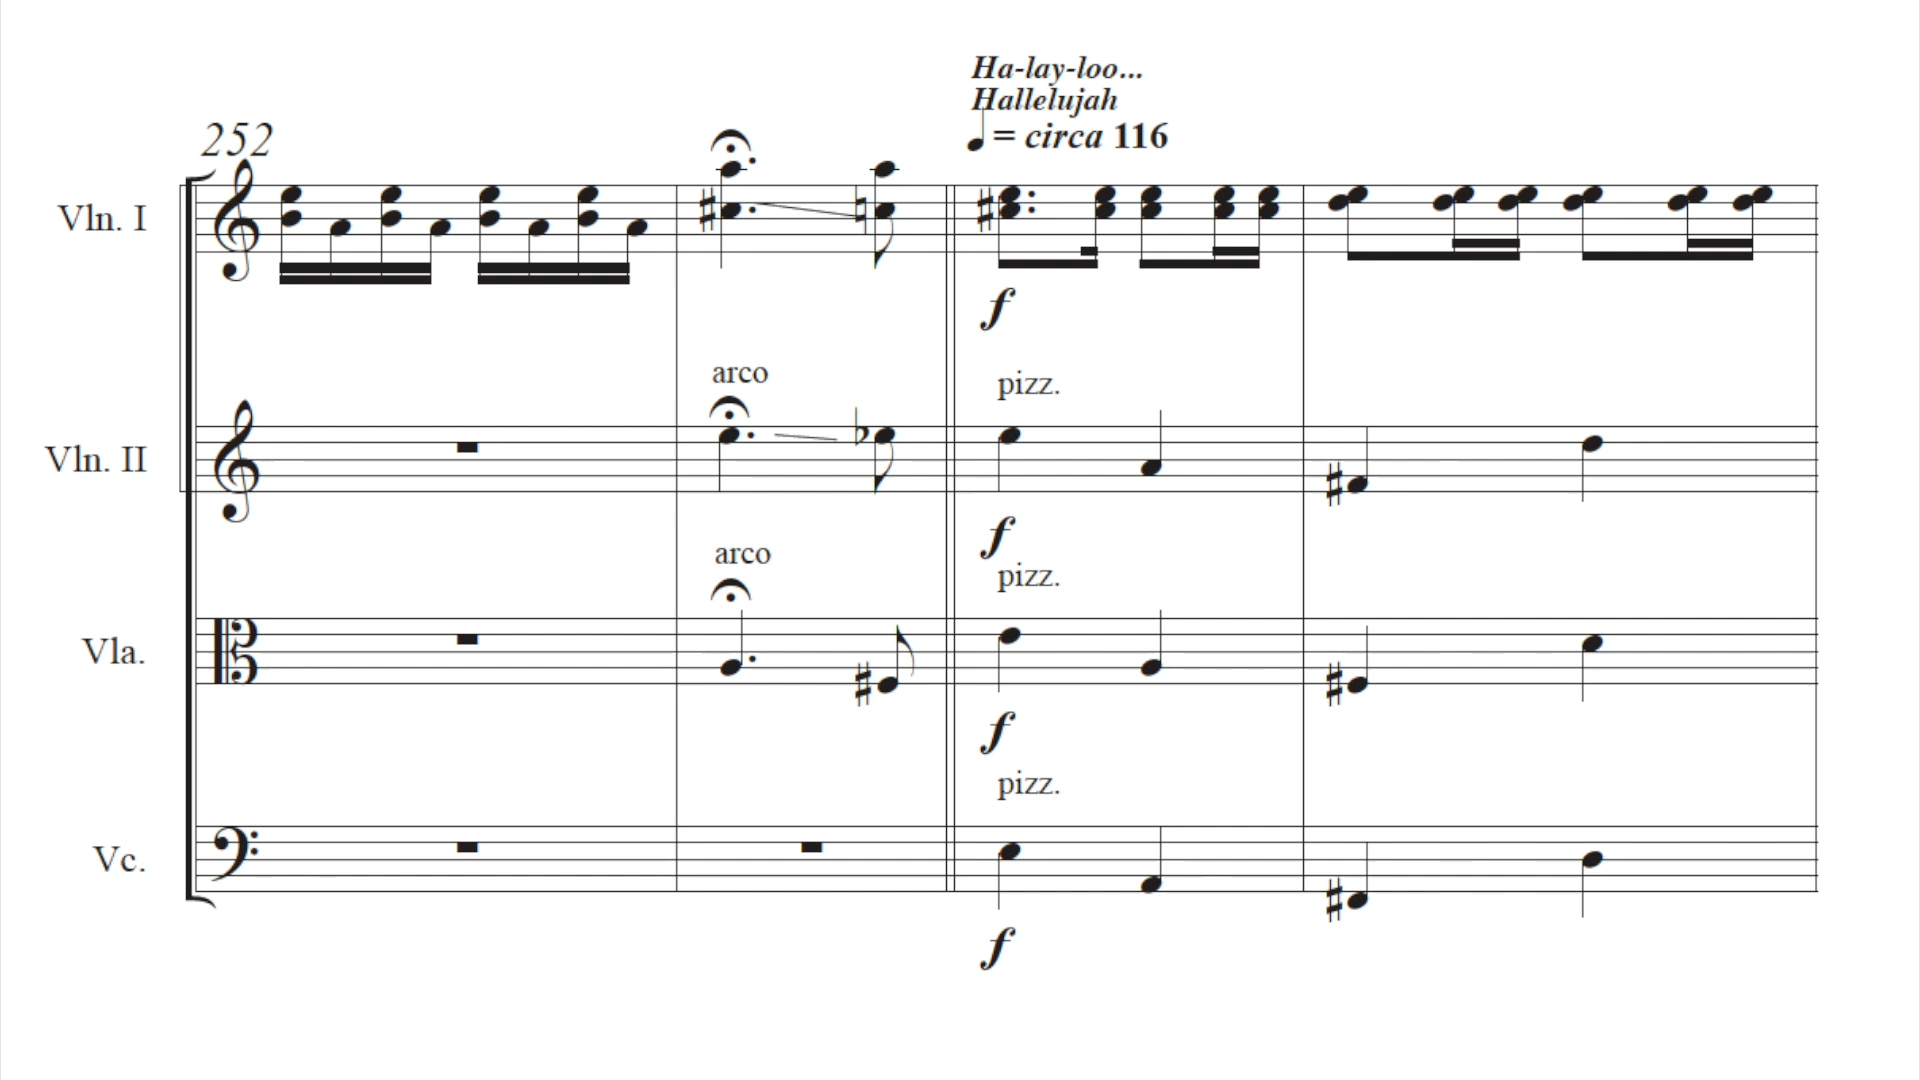 Ha-lay-loo...
Hallelujah
♩ = circa 116
252
Vln. I
f
arco
pizz.
Vln. II
f
arco
pizz.
Vla.
f
pizz.
Vc.
f